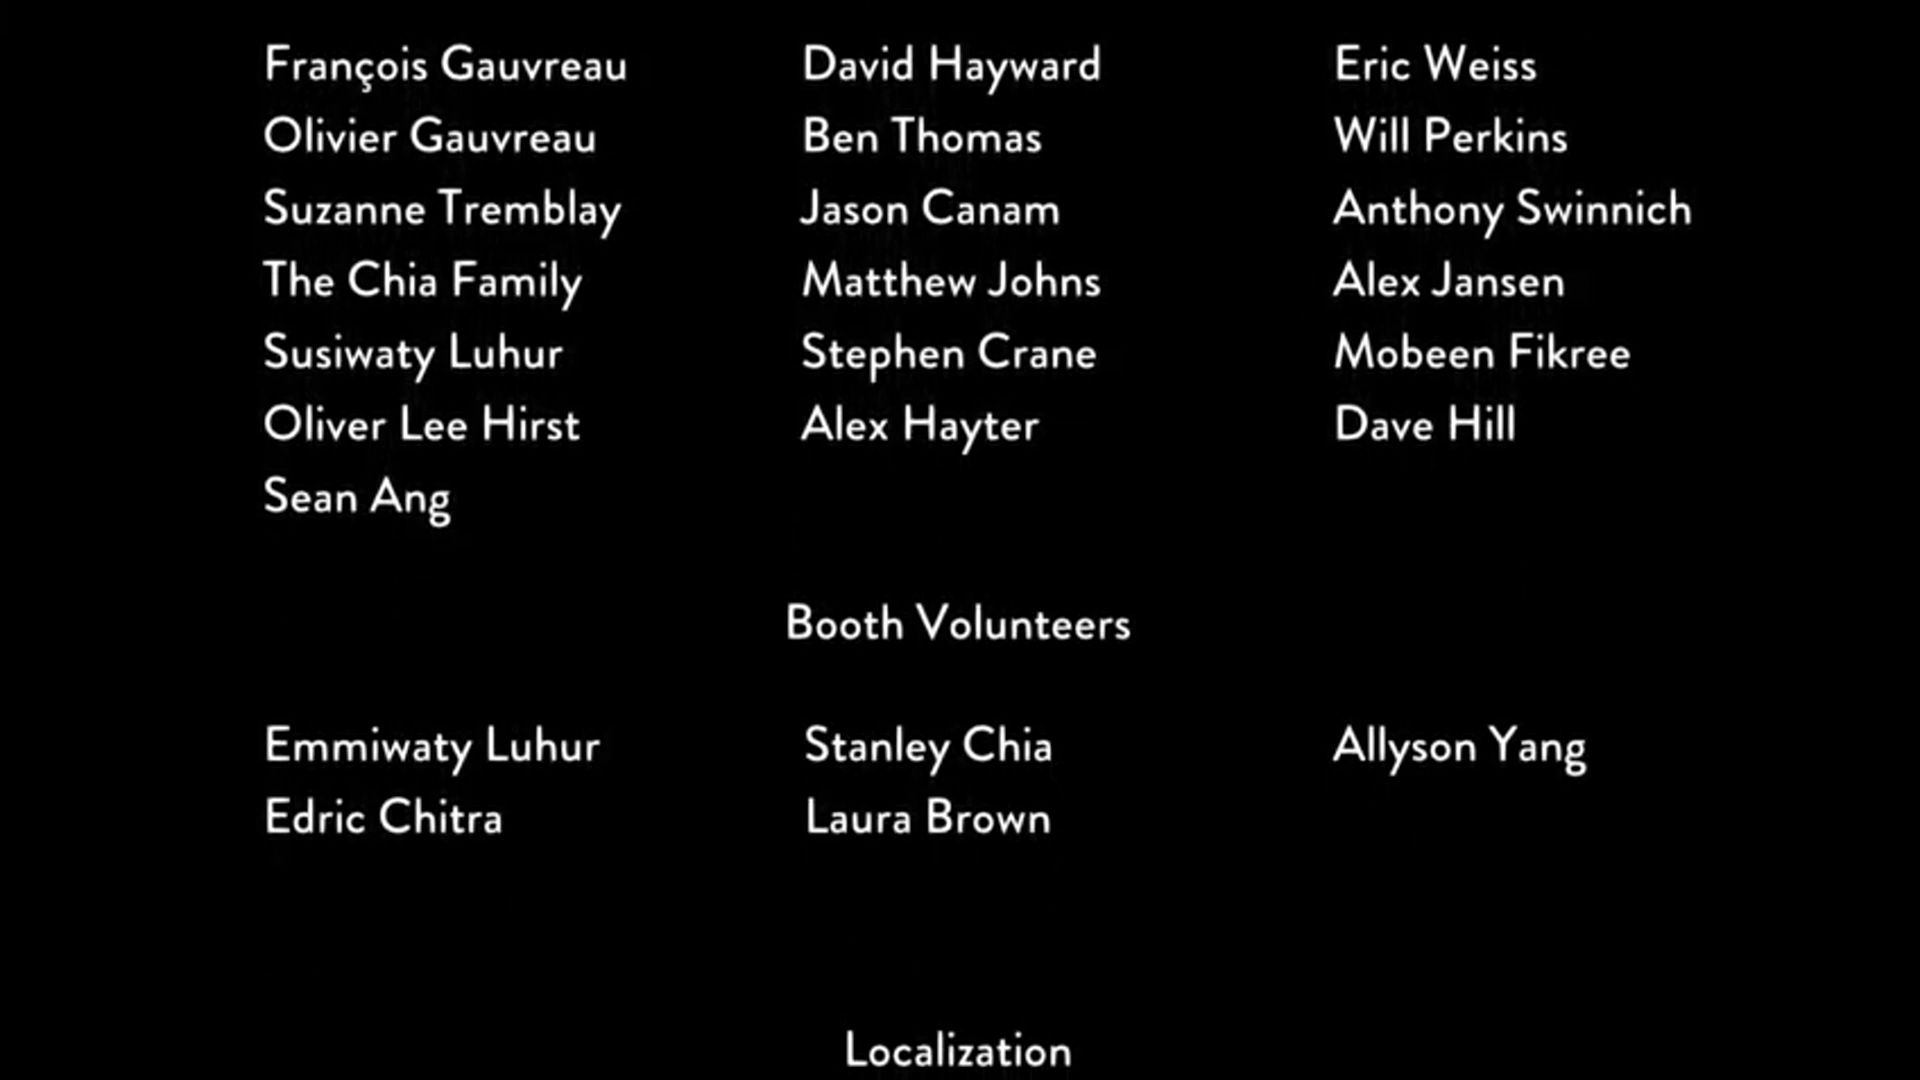 François Gauvreau David Hayward Eric Weiss
Olivier Gauvreau Ben Thomas Will Perkins
Suzanne Tremblay Jason Canam Anthony Swinnich
The Chia Family Matthew Johns Alex Jansen
Susiwaty Luhur Stephen Crane Mobeen Fikree
Oliver Lee Hirst Alex Hayter Dave Hill
Sean Ang
Booth Volunteers
Emmiwaty Luhur Stanley Chia Allyson Yang
Edric Chitra Laura Brown
Localization